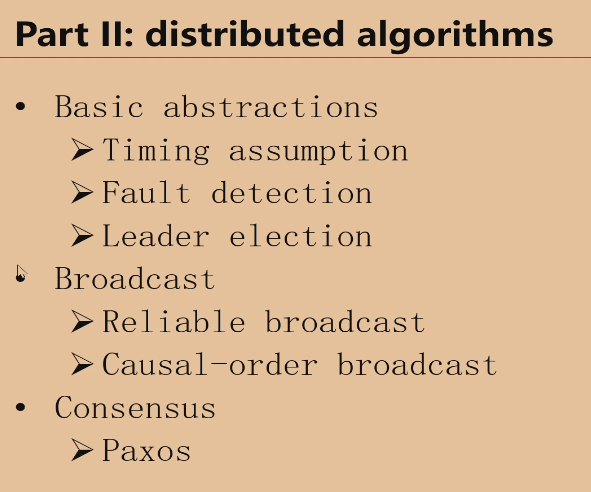 Part II: distributed algorithms
• Basic abstractions
➢ Timing assumption
➢ Fault detection
➢ Leader election
• Broadcast
➢ Reliable broadcast
➢ Causal-order broadcast
• Consensus
➢ Paxos